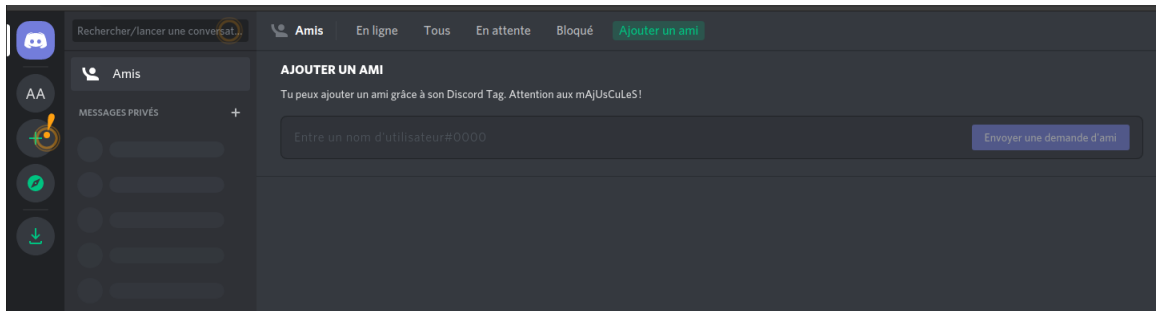 Rechercher/lancer une conversat...
Amis En ligne Tous En attente Bloqué Ajouter un ami
AA
Amis
MESSAGES PRIVÉS +
AJOUTER UN AMI
Tu peux ajouter un ami grâce à son Discord Tag. Attention aux mAjUsCuLeS!
Entre un nom d'utilisateur#0000
Envoyer une demande d'ami